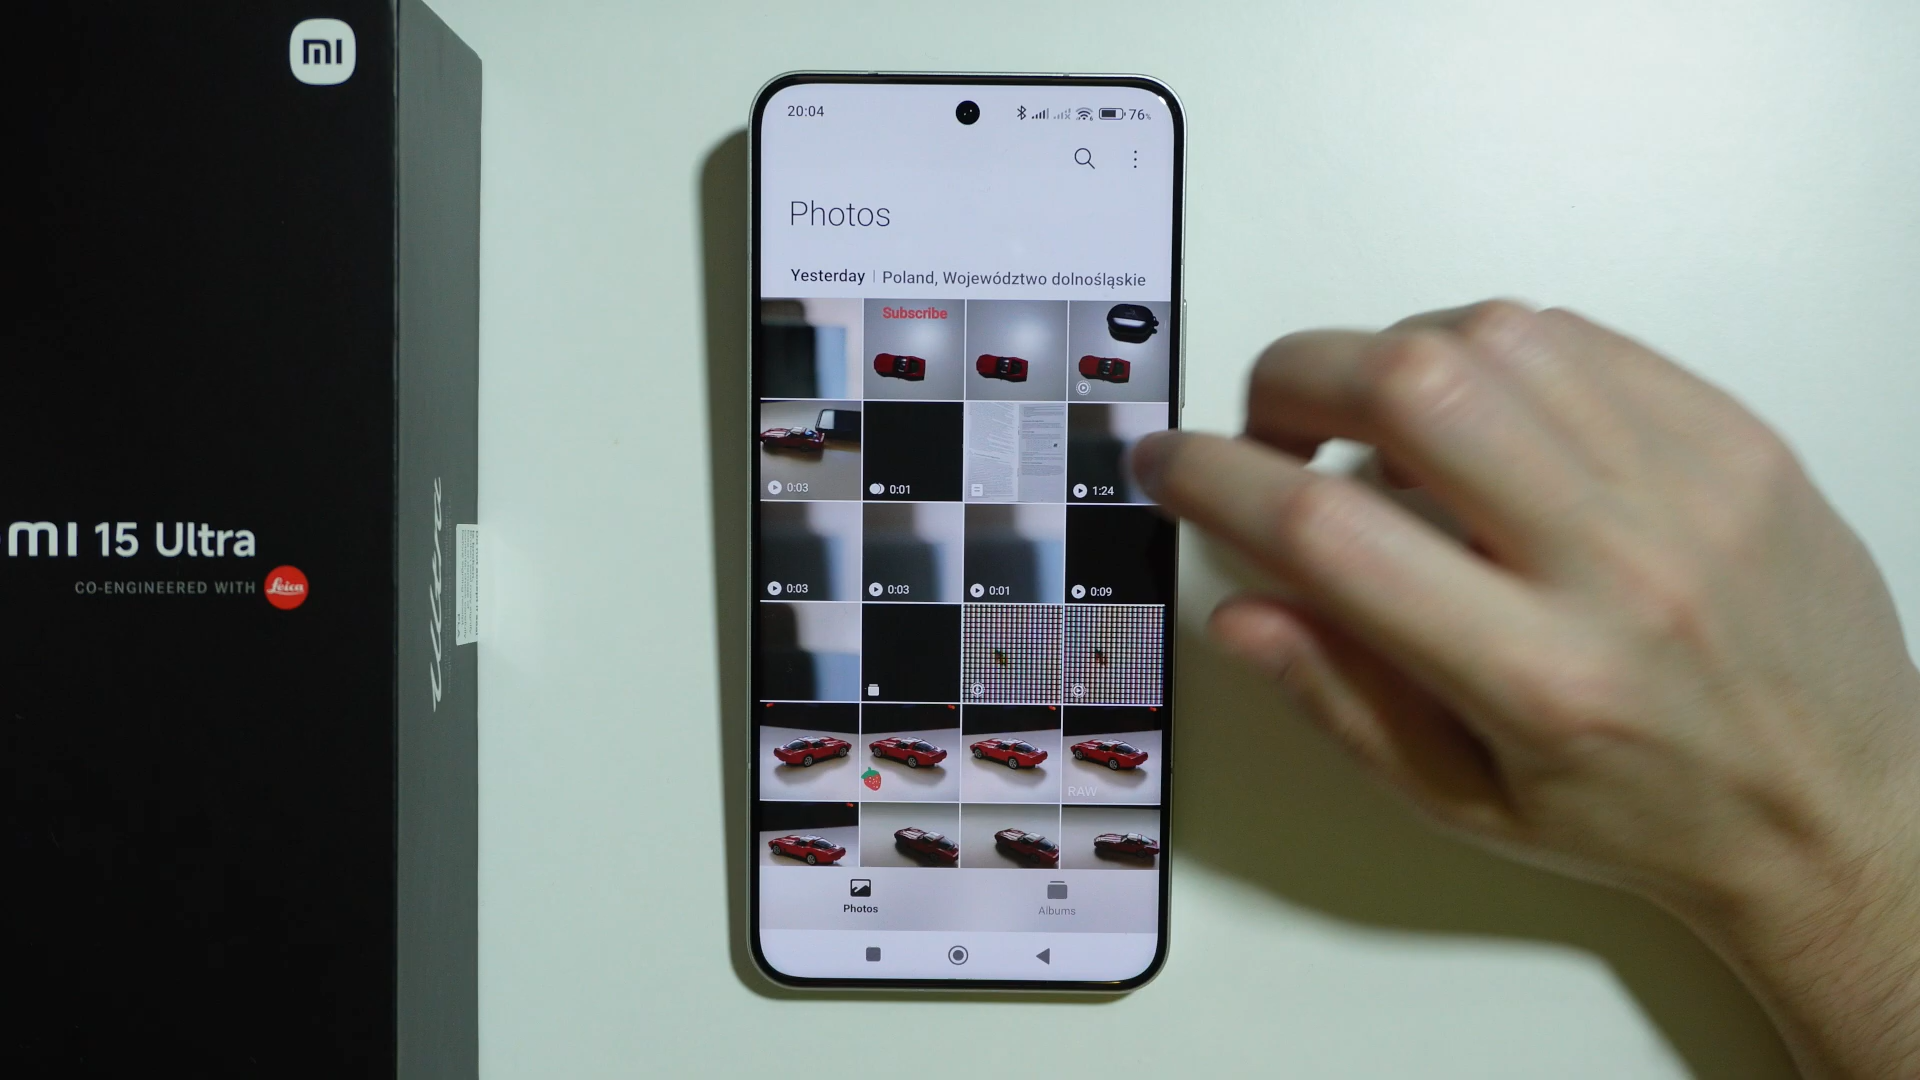 mi
mi 15 Ultra
CO-ENGINEERED WITH Leica
Ultra
20:04
76%
Photos
Yesterday | Poland, Województwo dolnośląskie
Subscribe
0:03
0:01
1:24
0:03
0:03
0:01
0:09
RAW
Photos
Albums